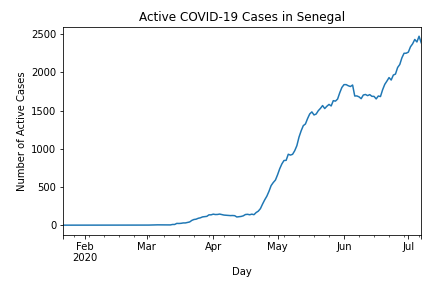 Active COVID-19 Cases in Senegal
Number of Active Cases
2500
2000
1500
1000
500
0
Feb Mar Apr May Jun Jul
2020
Day